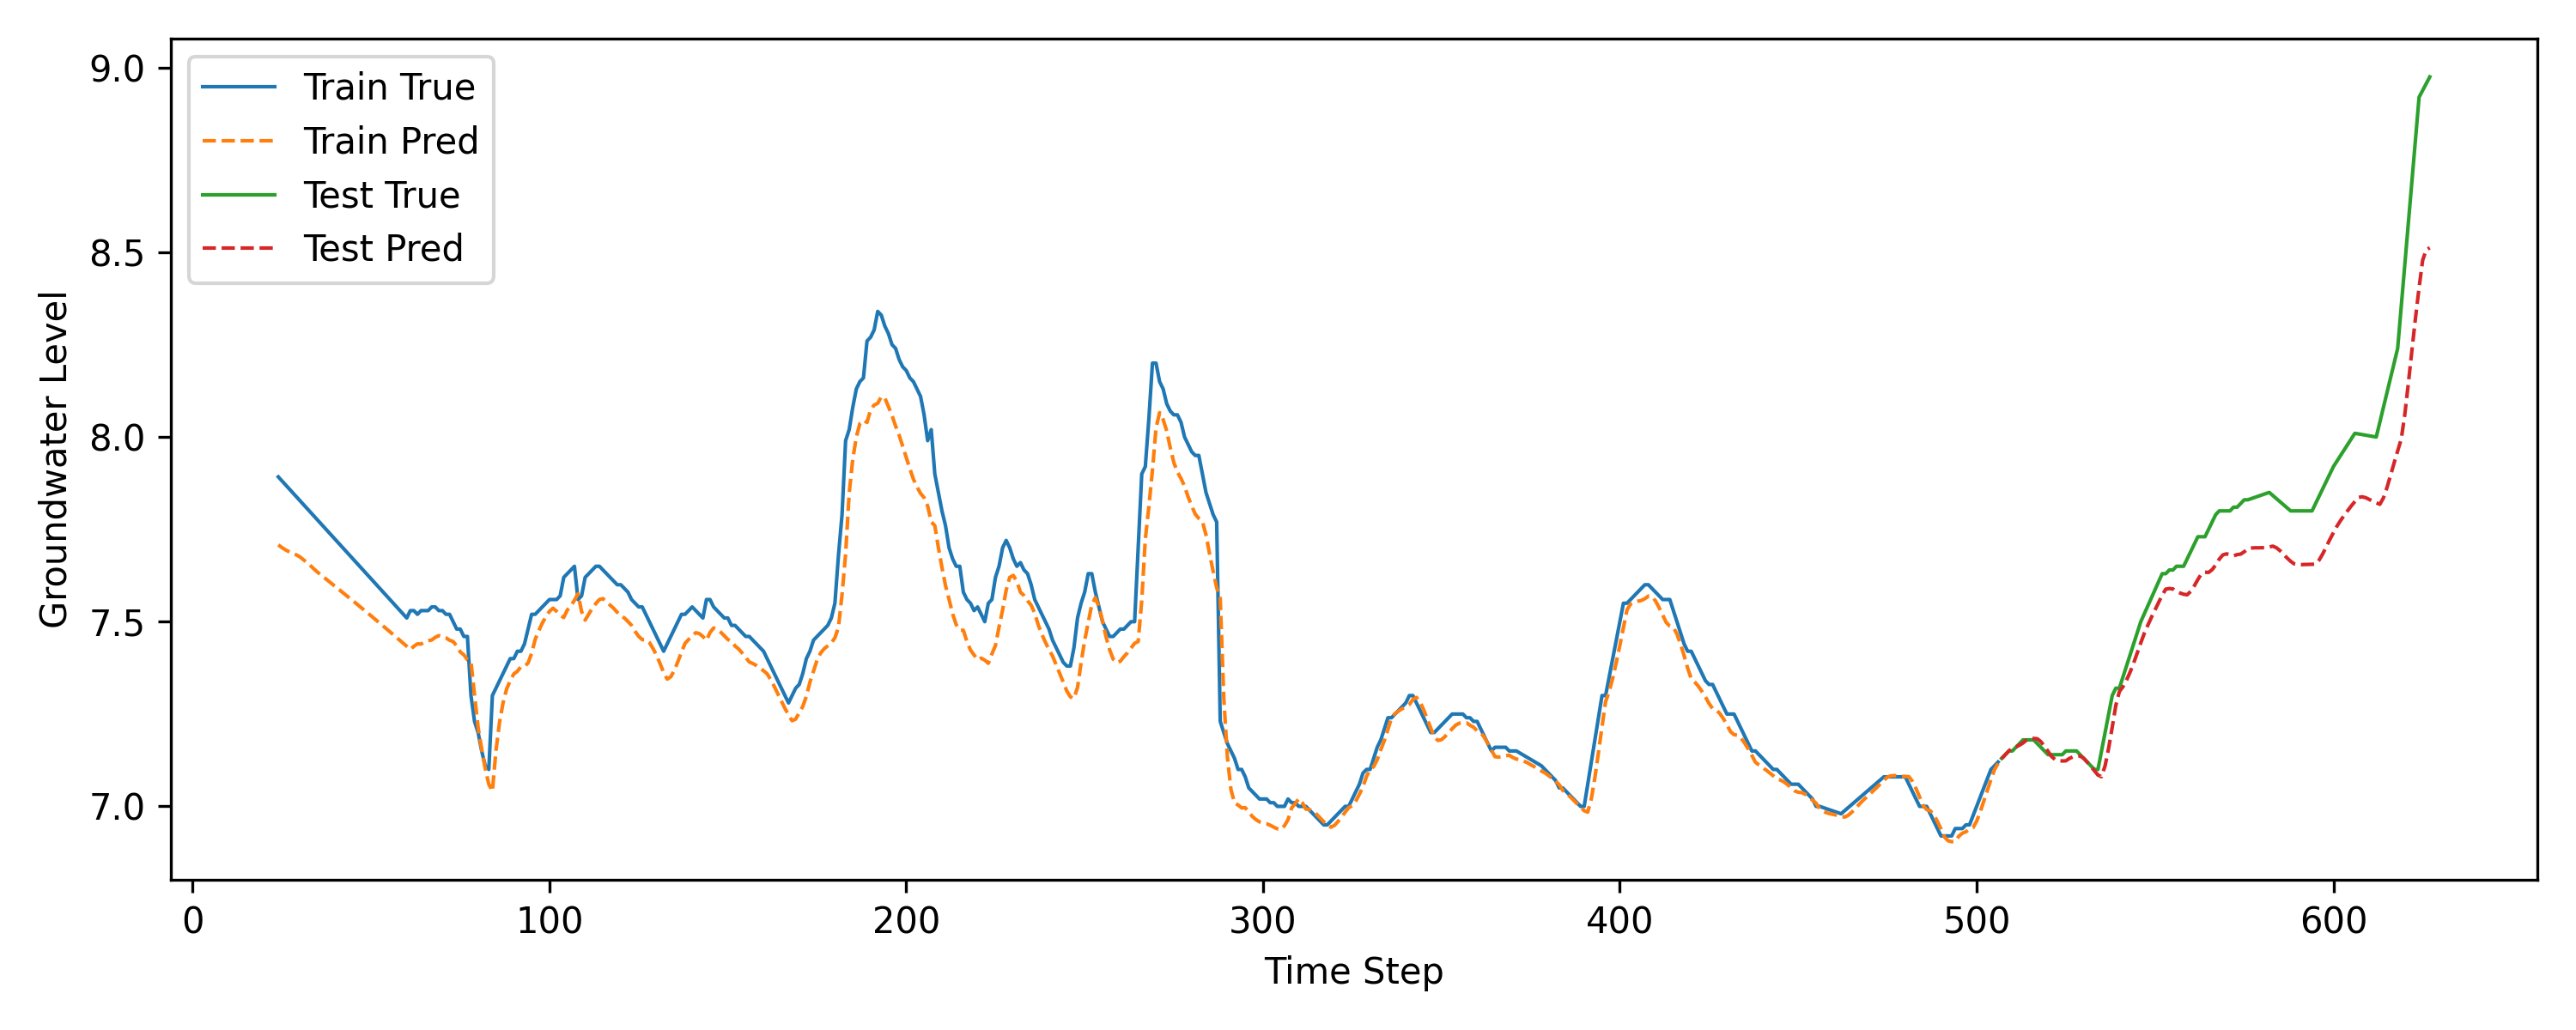 9.0
8.5
8.0
7.5
7.0
Groundwater Level
Train True
Train Pred
Test True
Test Pred
0 100 200 300 400 500 600
Time Step